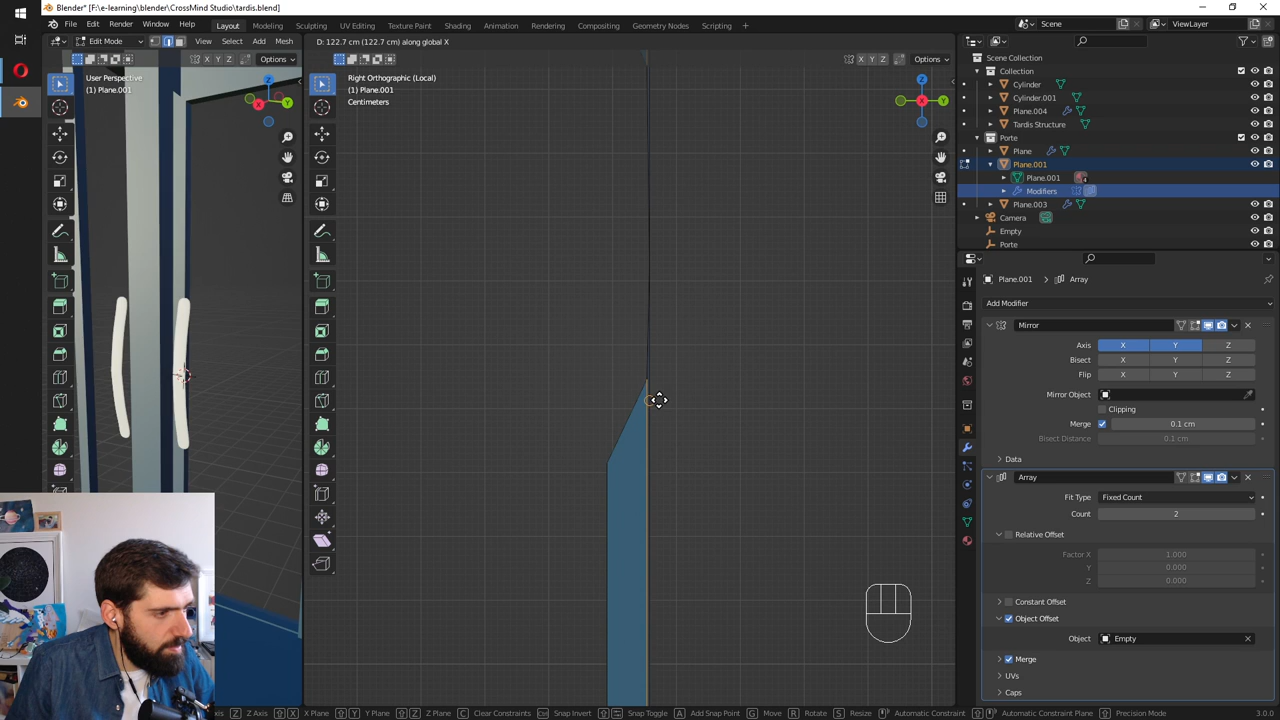 Blender* [F:\e-learning\blender\CrossMind Studio\tardis.blend]
File Edit Render Window Help Layout Modeling Sculpting UV Editing Texture Paint Shading Animation Rendering Compositing Geometry Nodes Scripting + Scene ViewLayer
Edit Mode View Select Add Mesh D: 122.7 cm (122.7 cm) along global X
X Y Z Options X Y Z Options
User Perspective
(1) Plane.001
Right Orthographic (Local)
(1) Plane.001
Centimeters
Scene Collection
Collection
Cylinder
Cylinder.001
Plane.004
Tardis Structure
Porte
Plane
Plane.001
Plane.001
Modifiers
Plane.003
Camera
Empty
Porte
Plane.001 > Array
Add Modifier
Mirror
Axis X Y Z
Bisect X Y Z
Flip X Y Z
Mirror Object
Clipping
Merge 0.1 cm
Bisect Distance 0.1 cm
Data
Array
Fit Type Fixed Count
Count 2
Relative Offset
Factor X 1.000
Y 0.000
Z 0.000
Constant Offset
Object Offset
Object Empty
Merge
UVs
Caps
Z Z Axis X X Plane Y Y Plane Z Z Plane C Clear Constraints Snap Invert Snap Toggle A Add Snap Point G Move R Rotate S Resize Automatic Constraint Automatic Constraint Plane Precision Mode 3.0.0